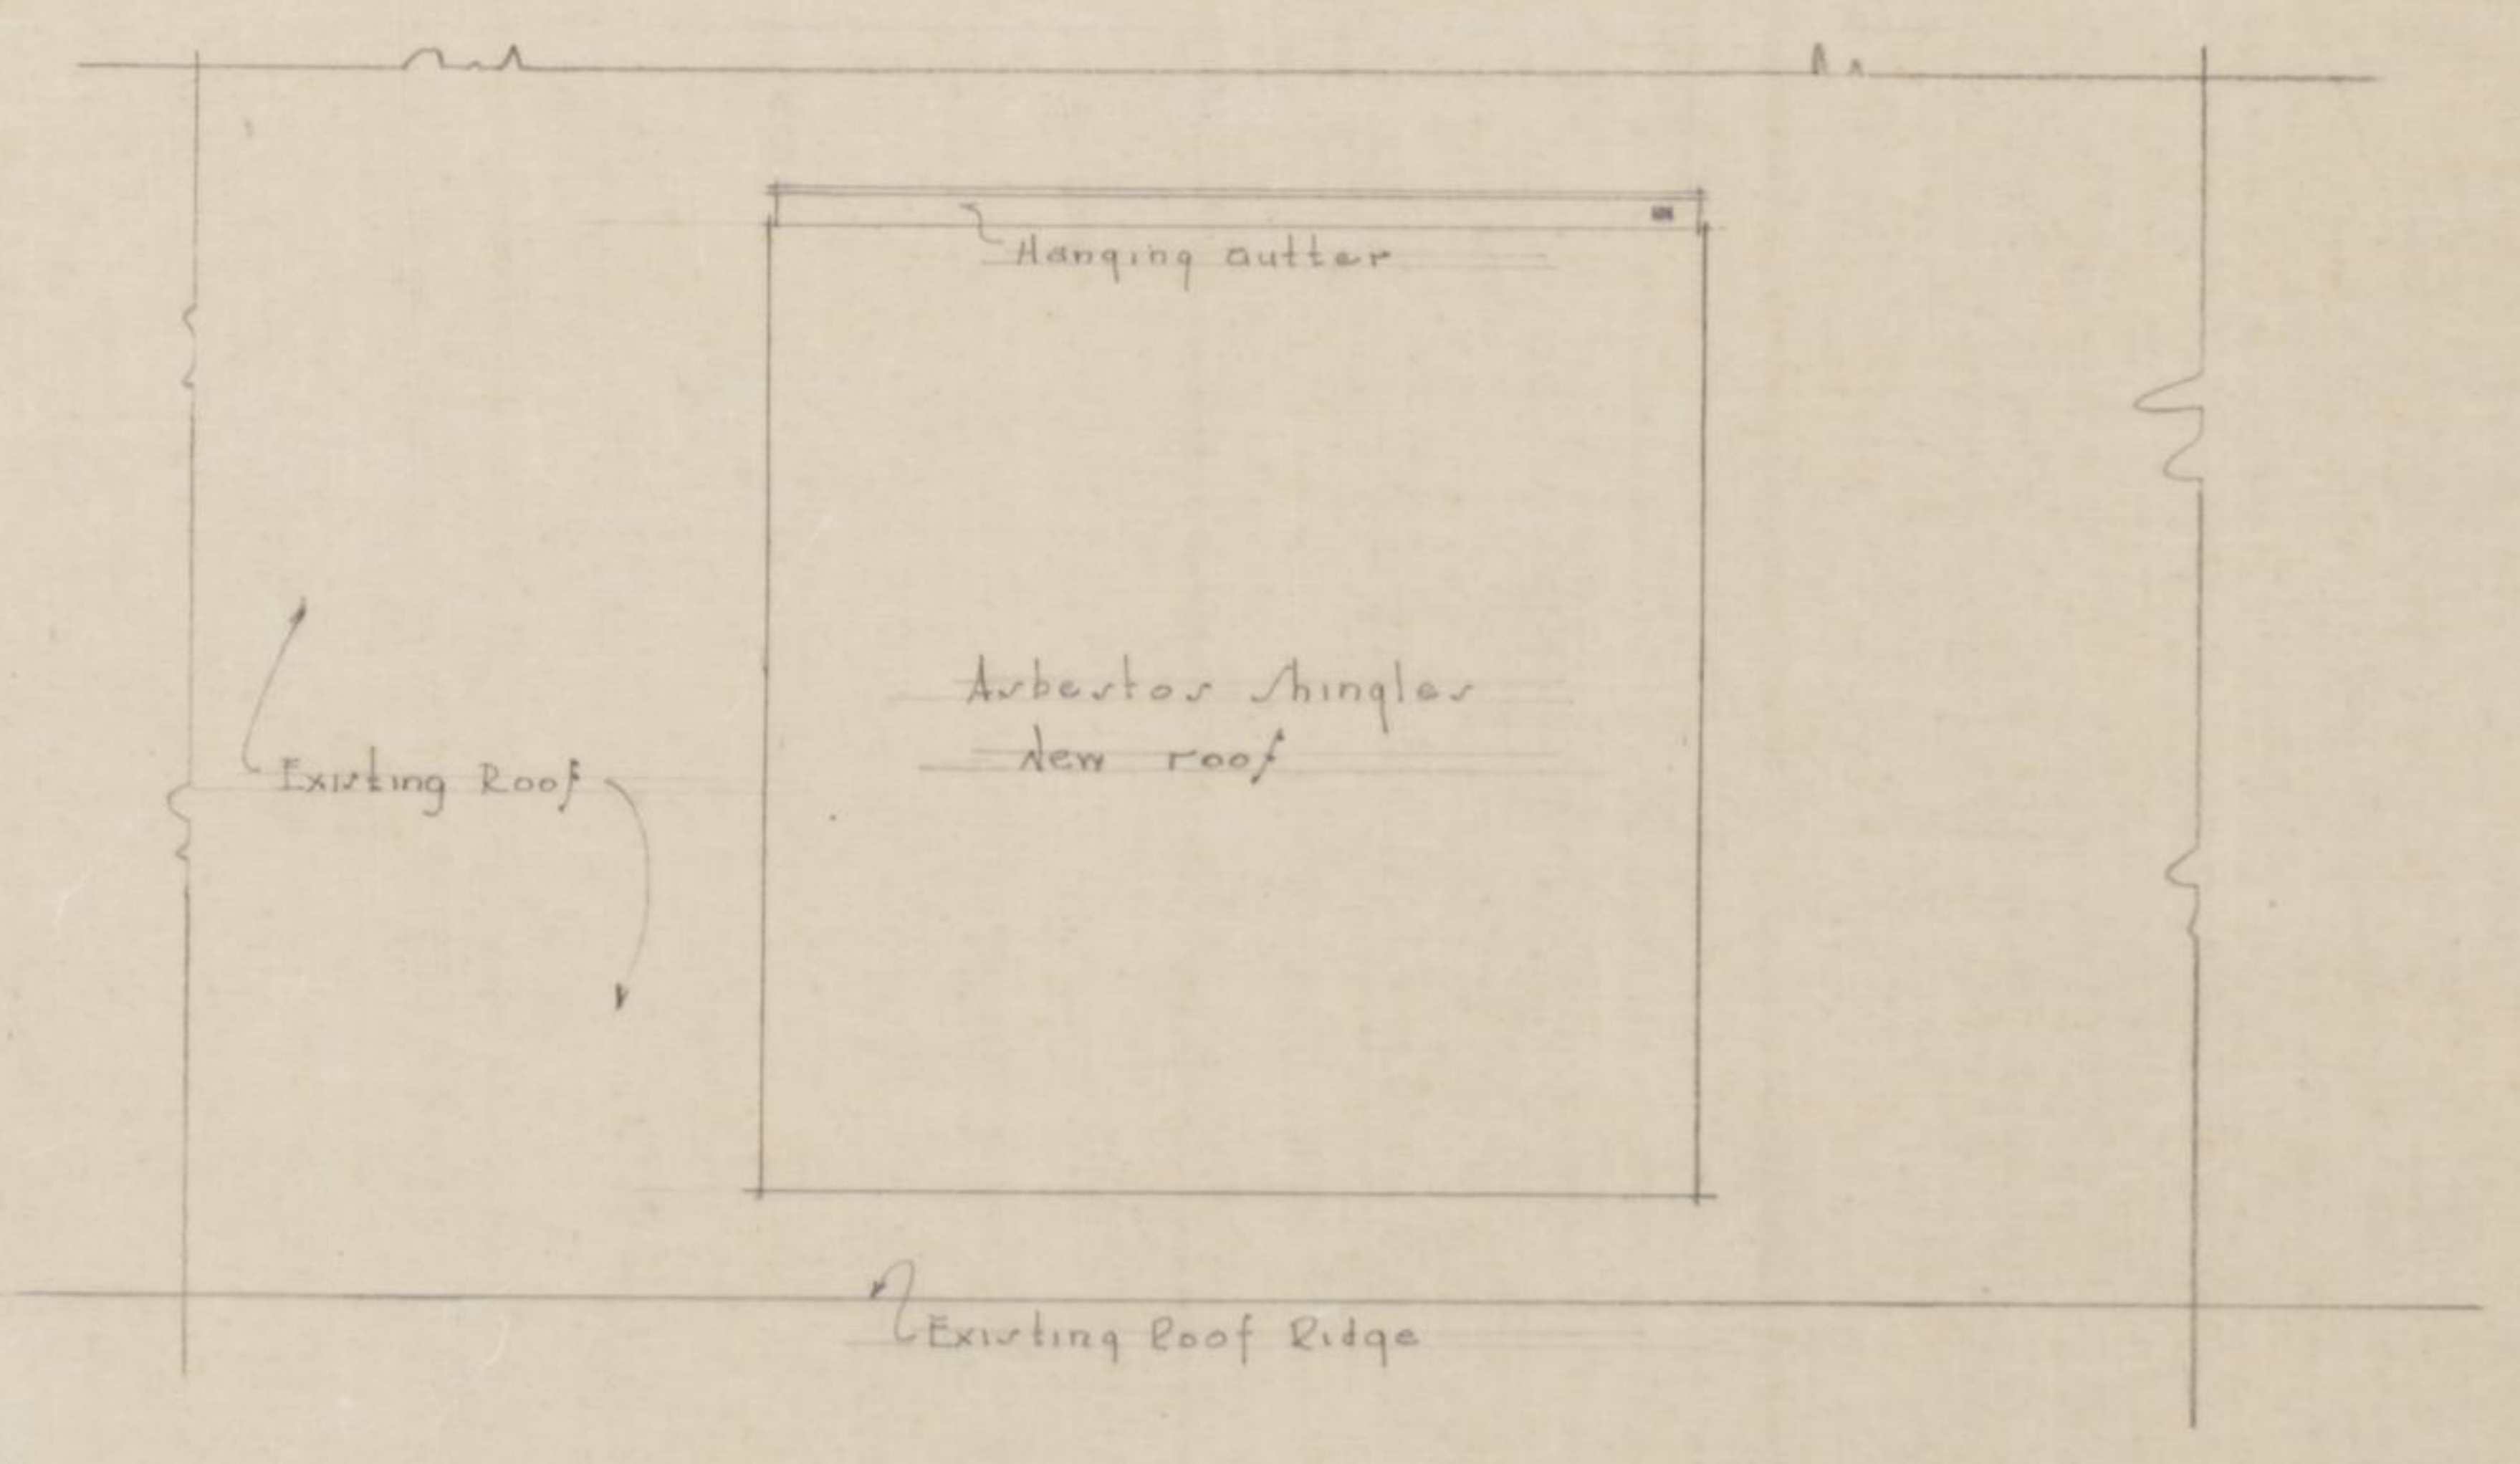 Hanging Gutter
Asbestos Shingles
New roof
Existing Roof
Existing Roof Ridge